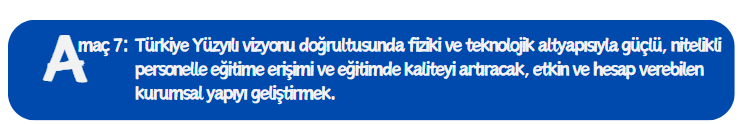 Amaç 7: Türkiye Yüzyılı vizyonu doğrultusunda fiziki ve teknolojik altyapısıyla güçlü, nitelikli
personelle eğitime erişimi ve eğitimde kaliteyi artıracak, etkin ve hesap verebilen
kurumsal yapıyı geliştirmek.